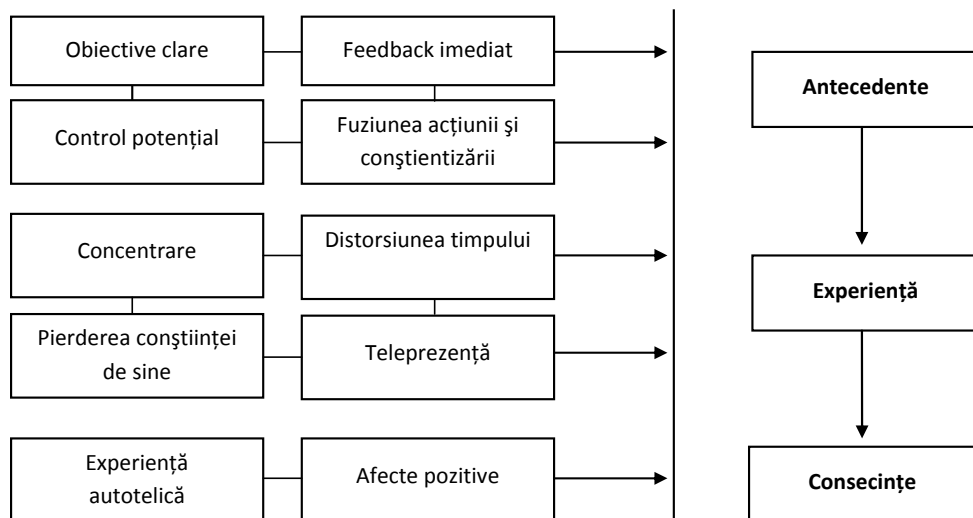 Obiective clare
Feedback imediat
Antecedente
Control potențial
Fuziunea acțiunii şi
conştientizării
Concentrare
Distorsiunea timpului
Experiență
Pierderea conştiinței
de sine
Teleprezență
Experiență
autotelică
Afecte pozitive
Consecințe